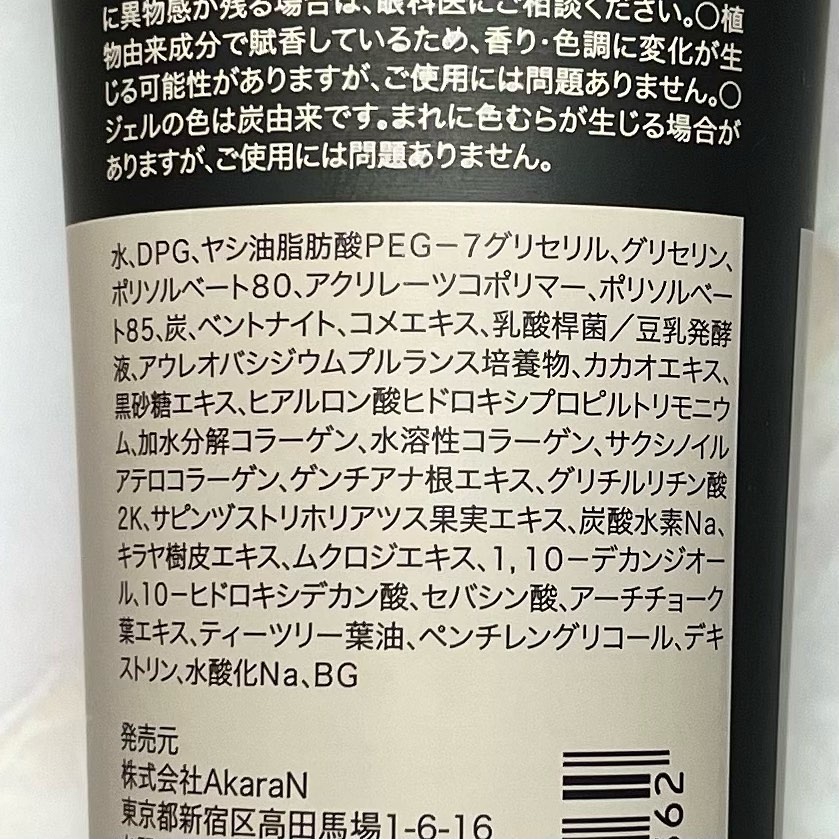 に異物感が残る場合は、眼科医にご相談ください。○植
物由来成分で賦香しているため、香り・色調に変化が生
じる可能性がありますが、ご使用には問題ありません。○
ジェルの色は炭由来です。まれに色むらが生じる場合が
ありますが、ご使用には問題ありません。
水、DPG、ヤシ油脂肪酸PEG－7グリセリル、グリセリン、
ポリソルベート80、アクリレーツコポリマー、ポリソルベー
ト85、炭、ベントナイト、コメエキス、乳酸桿菌／豆乳発酵
液、アウレオバシジウムプルランス培養物、カカオエキス、
黒砂糖エキス、ヒアルロン酸ヒドロキシプロピルトリモニウ
ム、加水分解コラーゲン、水溶性コラーゲン、サクシノイル
アテロコラーゲン、ゲンチアナ根エキス、グリチルリチン酸
2K、サピンヅストリホリアツス果実エキス、炭酸水素Na、
キラヤ樹皮エキス、ムクロジエキス、1,10－デカンジオー
ル、10－ヒドロキシデカン酸、セバシン酸、アーチチョーク
葉エキス、ティーツリー葉油、ペンチレングリコール、デキ
ストリン、水酸化Na、BG
発売元
株式会社AkaraN
東京都新宿区高田馬場1-6-16